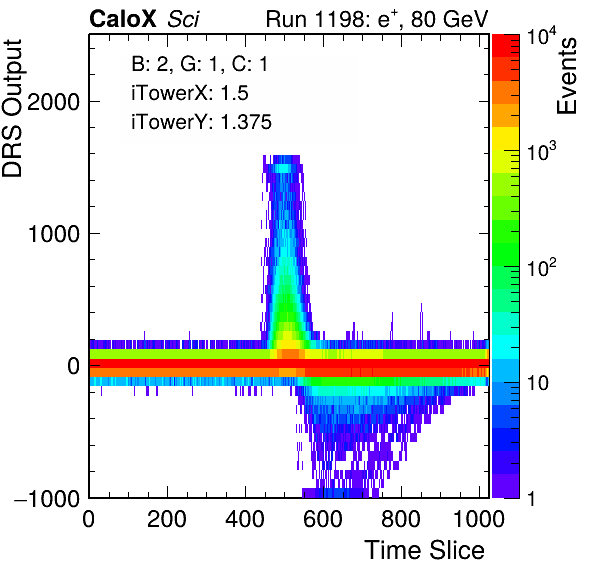 CaloX Sci
Run 1198: e⁺, 80 GeV
B: 2, G: 1, C: 1
iTowerX: 1.5
iTowerY: 1.375
DRS Output
2000
1000
0
−1000
0 200 400 600 800 1000
Time Slice
Events
10⁴
10³
10²
10
1